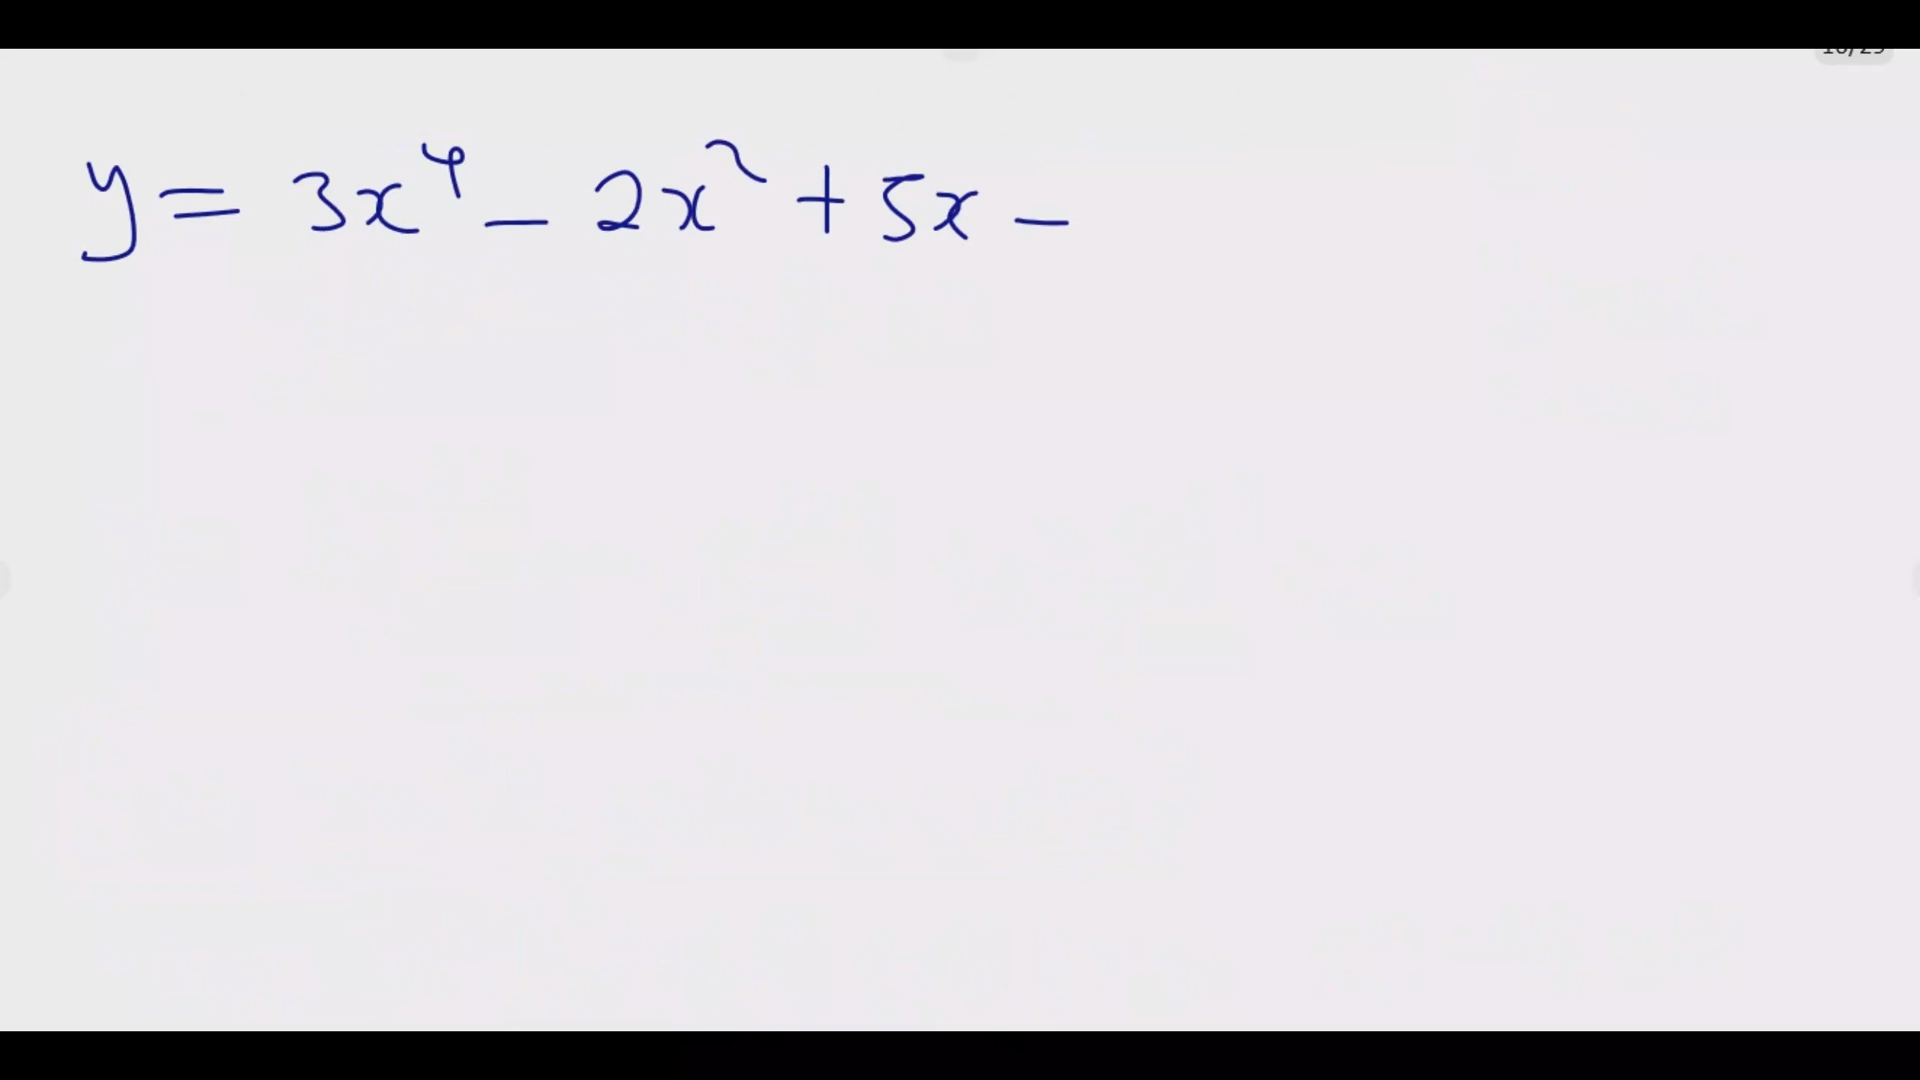 y = 3x⁴ - 2x² + 5x -